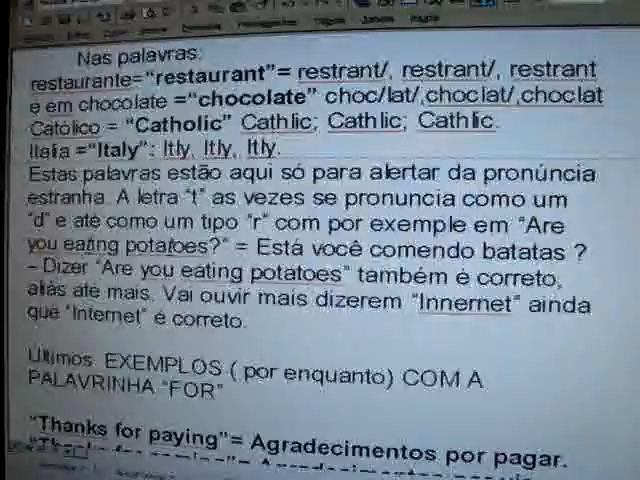 Nas palavras:
restaurante="restaurant"= restrant/, restrant/, restrant
e em chocolate ="chocolate" choc/lat/,choclat/,choclat
Católico = "Catholic" Cathlic; Cathlic; Cathlic.
Itaia ="Italy": Itly, Itly, Itly.
Estas palavras estão aqui só para alertar da pronúncia
estranha. A letra "t" as vezes se pronuncia como um
"d" e até como um tipo "r" com por exemplo em "Are
you eating potatoes?" = Está você comendo batatas ?
– Dizer "Are you eating potatoes" também é correto,
aliás até mais. Vai ouvir mais dizerem "Innernet" ainda
que "Internet" é correto.
Últimos EXEMPLOS ( por enquanto) COM A
PALAVRINHA "FOR"
"Thanks for paying"= Agradecimentos por pagar.